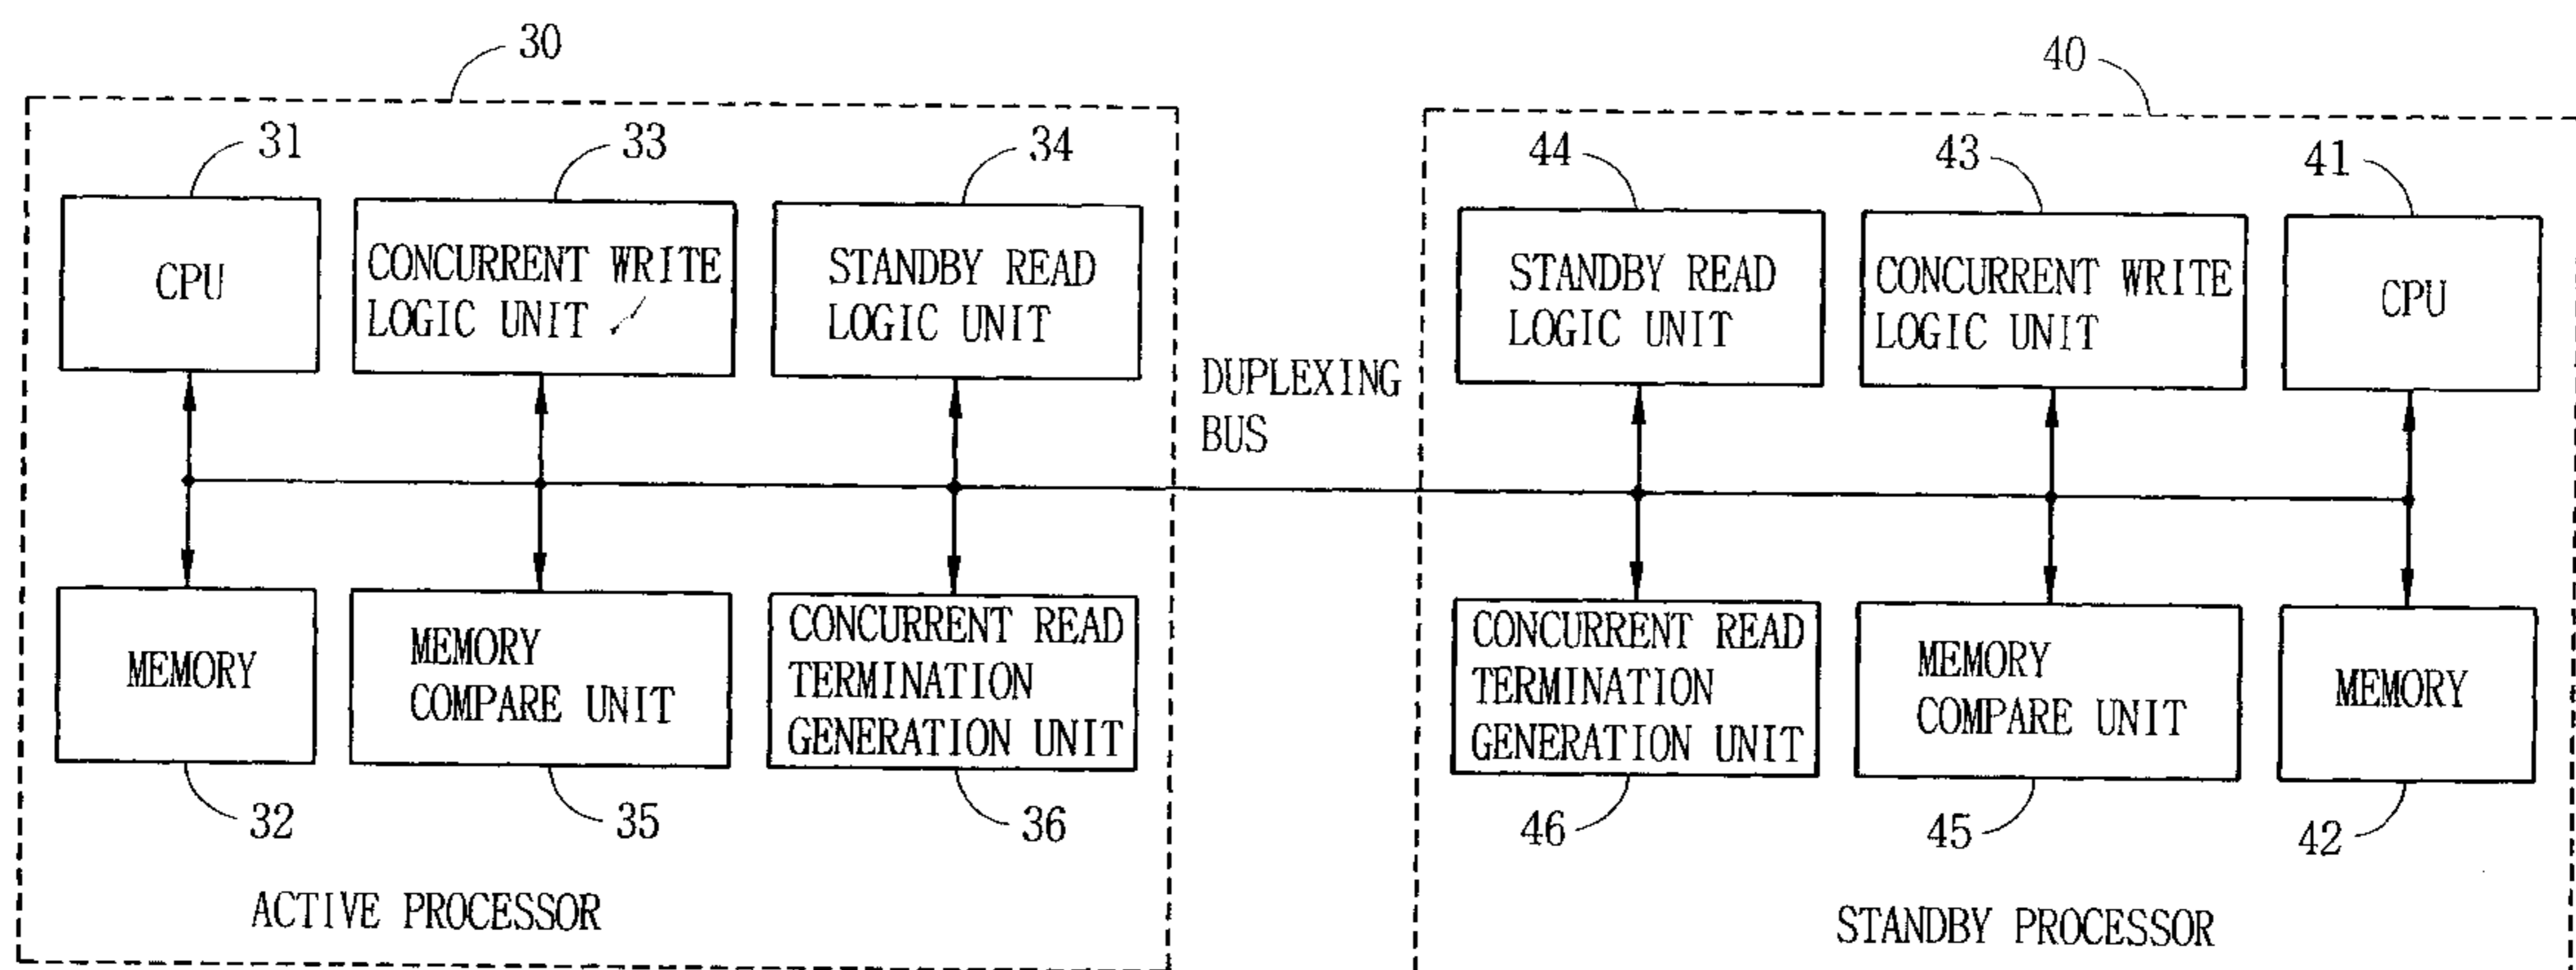 30
40
31
33
34
44
43
41
CPU
CONCURRENT WRITE
LOGIC UNIT
STANDBY READ
LOGIC UNIT
STANDBY READ
LOGIC UNIT
CONCURRENT WRITE
LOGIC UNIT
CPU
DUPLEXING
BUS
MEMORY
MEMORY
COMPARE UNIT
CONCURRENT READ
TERMINATION
GENERATION UNIT
CONCURRENT READ
TERMINATION
GENERATION UNIT
MEMORY
COMPARE UNIT
MEMORY
32
35
36
46
45
42
ACTIVE PROCESSOR
STANDBY PROCESSOR